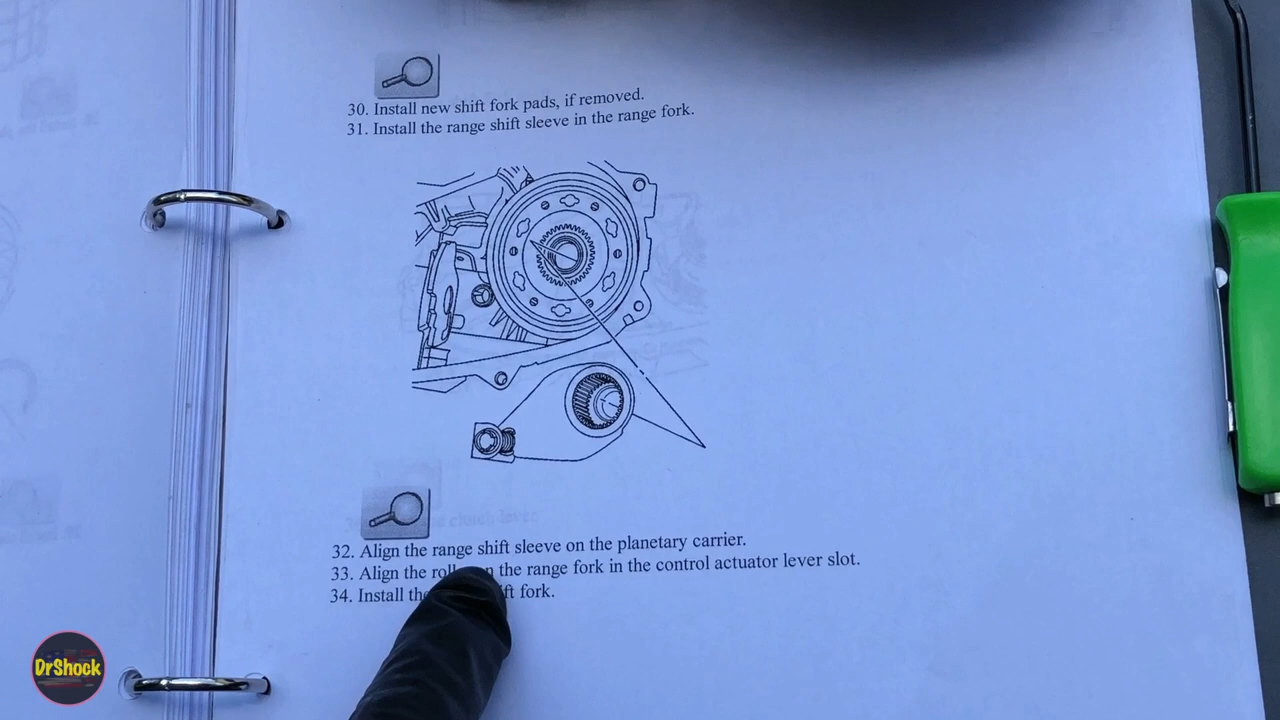 30. Install new shift fork pads, if removed.
31. Install the range shift sleeve in the range fork.
32. Align the range shift sleeve on the planetary carrier.
33. Align the the range fork in the control actuator lever slot.
34. Install fork.
DrShock